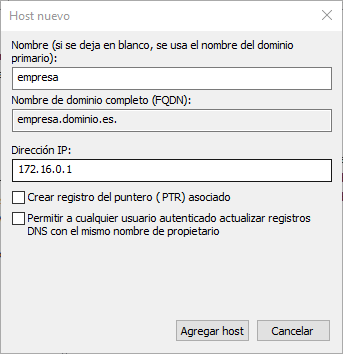 Host nuevo
Nombre (si se deja en blanco, se usa el nombre del dominio
primario):
empresa
Nombre de dominio completo (FQDN):
empresa.dominio.es.
Dirección IP:
172.16.0.1
Crear registro del puntero (PTR) asociado
Permitir a cualquier usuario autenticado actualizar registros
DNS con el mismo nombre de propietario
Agregar host
Cancelar